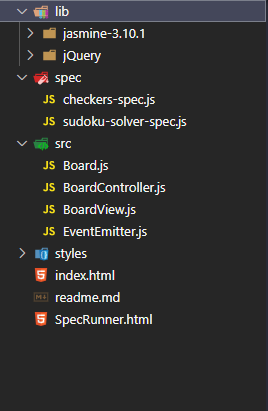 lib
jasmine-3.10.1
jQuery
spec
JS checkers-spec.js
JS sudoku-solver-spec.js
src
JS Board.js
JS BoardController.js
JS BoardView.js
JS EventEmitter.js
styles
index.html
readme.md
SpecRunner.html